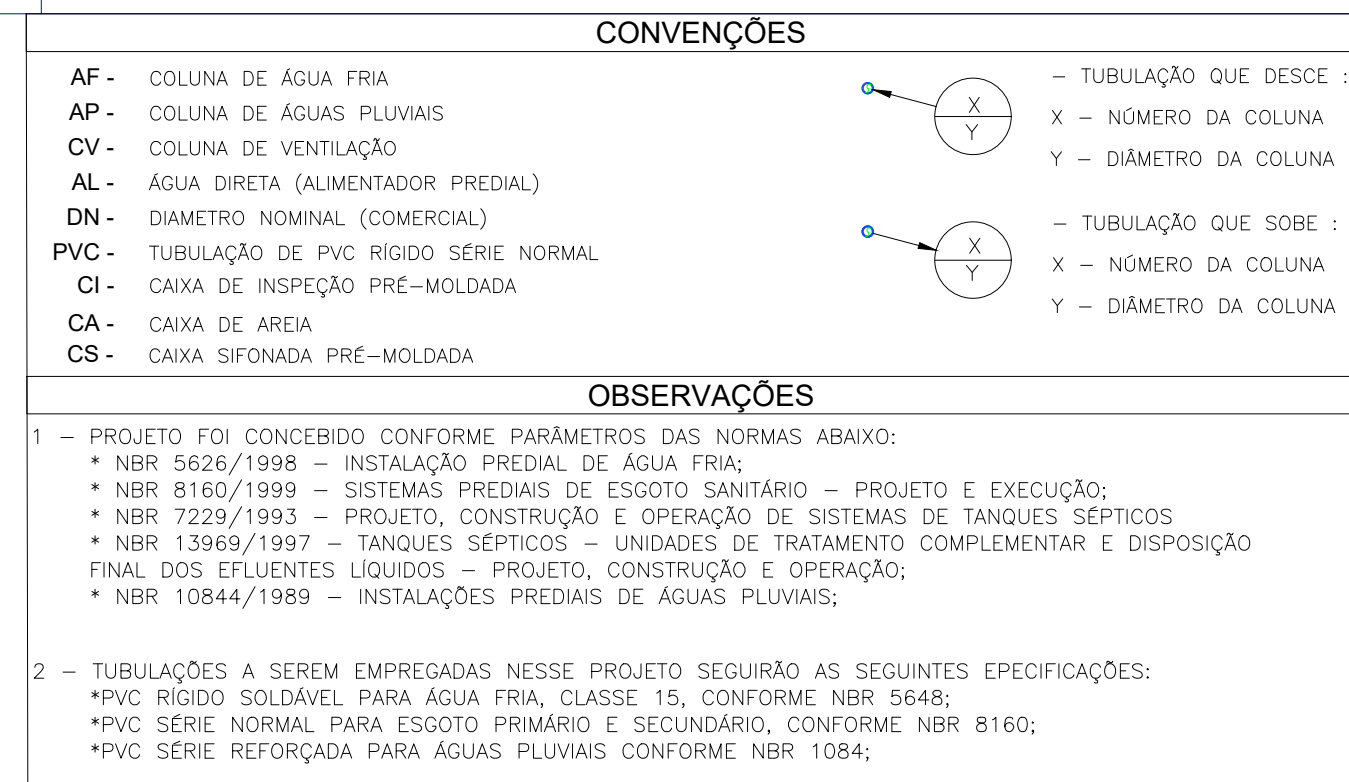 CONVENÇÕES
AF - COLUNA DE ÁGUA FRIA
AP - COLUNA DE ÁGUAS PLUVIAIS
CV - COLUNA DE VENTILAÇÃO
AL - ÁGUA DIRETA (ALIMENTADOR PREDIAL)
DN - DIAMETRO NOMINAL (COMERCIAL)
PVC - TUBULAÇÃO DE PVC RÍGIDO SÉRIE NORMAL
CI - CAIXA DE INSPEÇÃO PRÉ-MOLDADA
CA - CAIXA DE AREIA
CS - CAIXA SIFONADA PRÉ-MOLDADA
X
Y
- TUBULAÇÃO QUE DESCE :
X - NÚMERO DA COLUNA
Y - DIÂMETRO DA COLUNA
X
Y
- TUBULAÇÃO QUE SOBE :
X - NÚMERO DA COLUNA
Y - DIÂMETRO DA COLUNA
OBSERVAÇÕES
1 - PROJETO FOI CONCEBIDO CONFORME PARÂMETROS DAS NORMAS ABAIXO:
* NBR 5626/1998 - INSTALAÇÃO PREDIAL DE ÁGUA FRIA;
* NBR 8160/1999 - SISTEMAS PREDIAIS DE ESGOTO SANITÁRIO - PROJETO E EXECUÇÃO;
* NBR 7229/1993 - PROJETO, CONSTRUÇÃO E OPERAÇÃO DE SISTEMAS DE TANQUES SÉPTICOS
* NBR 13969/1997 - TANQUES SÉPTICOS - UNIDADES DE TRATAMENTO COMPLEMENTAR E DISPOSIÇÃO
FINAL DOS EFLUENTES LÍQUIDOS - PROJETO, CONSTRUÇÃO E OPERAÇÃO;
* NBR 10844/1989 - INSTALAÇÕES PREDIAIS DE ÁGUAS PLUVIAIS;
2 - TUBULAÇÕES A SEREM EMPREGADAS NESSE PROJETO SEGUIRÃO AS SEGUINTES EPECIFICAÇÕES:
*PVC RÍGIDO SOLDÁVEL PARA ÁGUA FRIA, CLASSE 15, CONFORME NBR 5648;
*PVC SÉRIE NORMAL PARA ESGOTO PRIMÁRIO E SECUNDÁRIO, CONFORME NBR 8160;
*PVC SÉRIE REFORÇADA PARA ÁGUAS PLUVIAIS CONFORME NBR 1084;